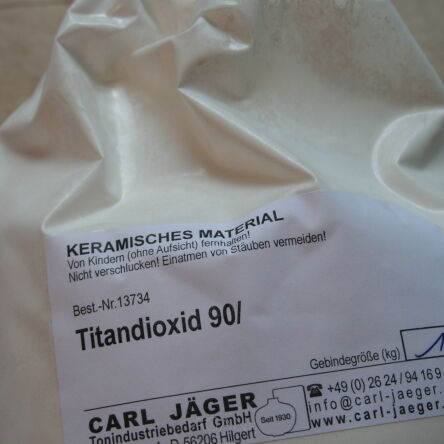 KERAMISCHES MATERIAL
Von Kindern (ohne Aufsicht) fernhalten!
Nicht verschlucken! Einatmen von Stäuben vermeiden!
Best.-Nr.13734
Titandioxid 90/
Gebindegröße (kg)
CARL JÄGER
Tonindustriebedarf GmbH
D-56206 Hilgert
Seit 1930
☎ +49 (0) 26 24 / 94 169
info@carl-jaeger.
www.carl-jaeger.